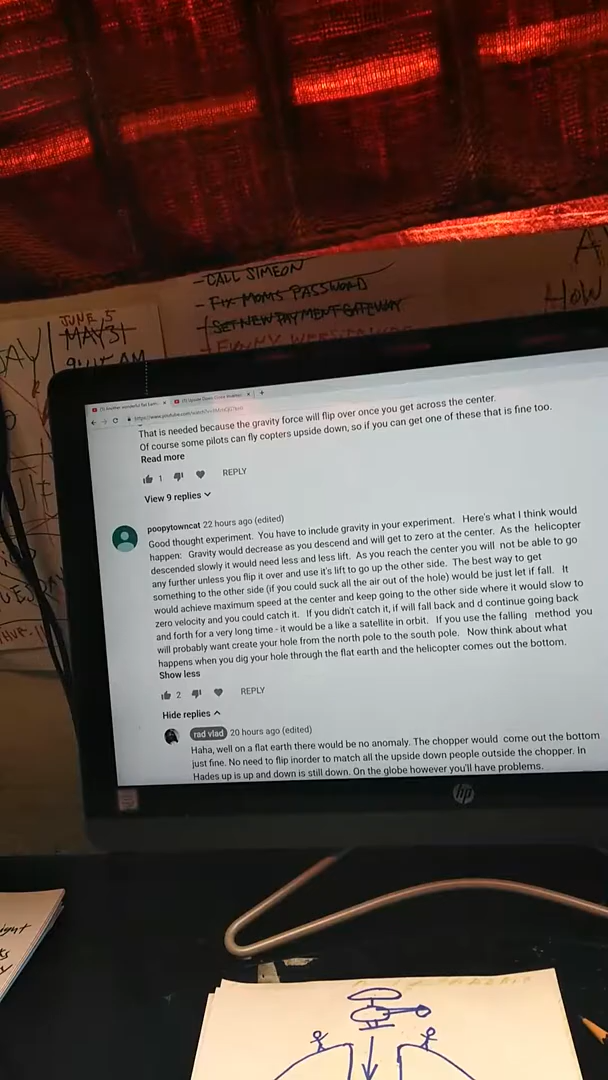 - CALL SIMEON
- FIX MOMS PASSWORD
- SET NEW PAYMENT GATEWAY
A
HOW
JUNE 5
MAY 31
9:15 AM
That is needed because the gravity force will flip over once you get across the center.
Of course some pilots can fly copters upside down, so if you can get one of these that is fine too.
Read more
1
REPLY
View 9 replies
poopytowncat 22 hours ago (edited)
Good thought experiment. You have to include gravity in your experiment. Here's what I think would
happen: Gravity would decrease as you descend and will get to zero at the center. As the helicopter
descended slowly it would need less and less lift. As you reach the center you will not be able to go
any further unless you flip it over and use it's lift to go up the other side. The best way to get
something to the other side (if you could suck all the air out of the hole) would be just let if fall. It
would achieve maximum speed at the center and keep going to the other side where it would slow to
zero velocity and you could catch it. If you didn't catch it, if will fall back and d continue going back
and forth for a very long time - it would be a like a satellite in orbit. If you use the falling method you
will probably want create your hole from the north pole to the south pole. Now think about what
happens when you dig your hole through the flat earth and the helicopter comes out the bottom.
Show less
2
REPLY
Hide replies
rad vlad 20 hours ago (edited)
Haha, well on a flat earth there would be no anomaly. The chopper would come out the bottom
just fine. No need to flip inorder to match all the upside down people outside the chopper. In
Hades up is up and down is still down. On the globe however you'll have problems.
hp